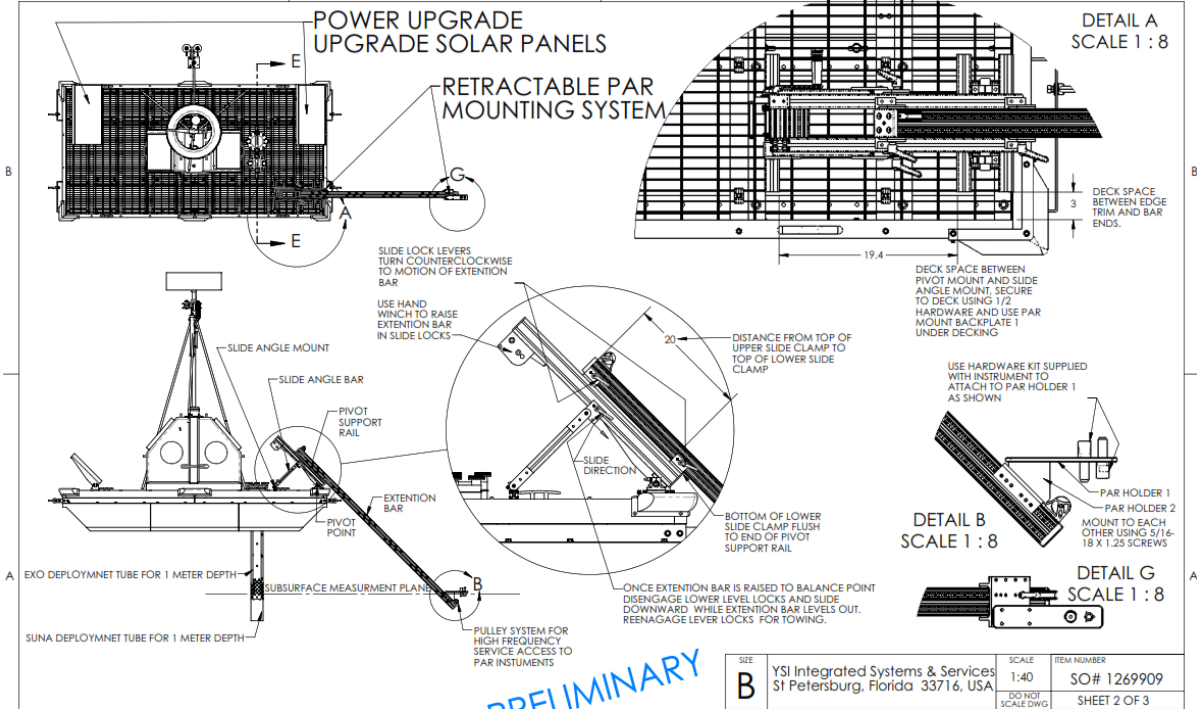 POWER UPGRADE
UPGRADE SOLAR PANELS
RETRACTABLE PAR
MOUNTING SYSTEM
E
E
G
A
B
A
DETAIL A
SCALE 1 : 8
3
DECK SPACE
BETWEEN EDGE
TRIM AND BAR
ENDS.
19.4
DECK SPACE BETWEEN
PIVOT MOUNT AND SLIDE
ANGLE MOUNT, SECURE
TO DECK USING 1/2
HARDWARE AND USE PAR
MOUNT BACKPLATE 1
UNDER DECKING
B
A
SLIDE LOCK LEVERS
TURN COUNTERCLOCKWISE
TO MOTION OF EXTENTION
BAR
USE HAND
WINCH TO RAISE
EXTENTION BAR
IN SLIDE LOCKS
20
DISTANCE FROM TOP OF
UPPER SLIDE CLAMP TO
TOP OF LOWER SLIDE
CLAMP
SLIDE
DIRECTION
BOTTOM OF LOWER
SLIDE CLAMP FLUSH
TO END OF PIVOT
SUPPORT RAIL
SLIDE ANGLE MOUNT
SLIDE ANGLE BAR
PIVOT
SUPPORT
RAIL
EXTENTION
BAR
PIVOT
POINT
EXO DEPLOYMNET TUBE FOR 1 METER DEPTH
SUBSURFACE MEASURMENT PLANE
B
SUNA DEPLOYMNET TUBE FOR 1 METER DEPTH
PULLEY SYSTEM FOR
HIGH FREQUENCY
SERVICE ACCESS TO
PAR INSTUMENTS
ONCE EXTENTION BAR IS RAISED TO BALANCE POINT
DISENGAGE LOWER LEVEL LOCKS AND SLIDE
DOWNWARD WHILE EXTENTION BAR LEVELS OUT.
REENAGAGE LEVER LOCKS FOR TOWING.
USE HARDWARE KIT SUPPLIED
WITH INSTRUMENT TO
ATTACH TO PAR HOLDER 1
AS SHOWN
PAR HOLDER 1
PAR HOLDER 2
MOUNT TO EACH
OTHER USING 5/16-
18 X 1.25 SCREWS
DETAIL B
SCALE 1 : 8
DETAIL G
SCALE 1 : 8
PRELIMINARY
SIZE
B
YSI Integrated Systems & Services
St Petersburg, Florida 33716, USA
SCALE
1:40
DO NOT
SCALE DWG
ITEM NUMBER
SO# 1269909
SHEET 2 OF 3